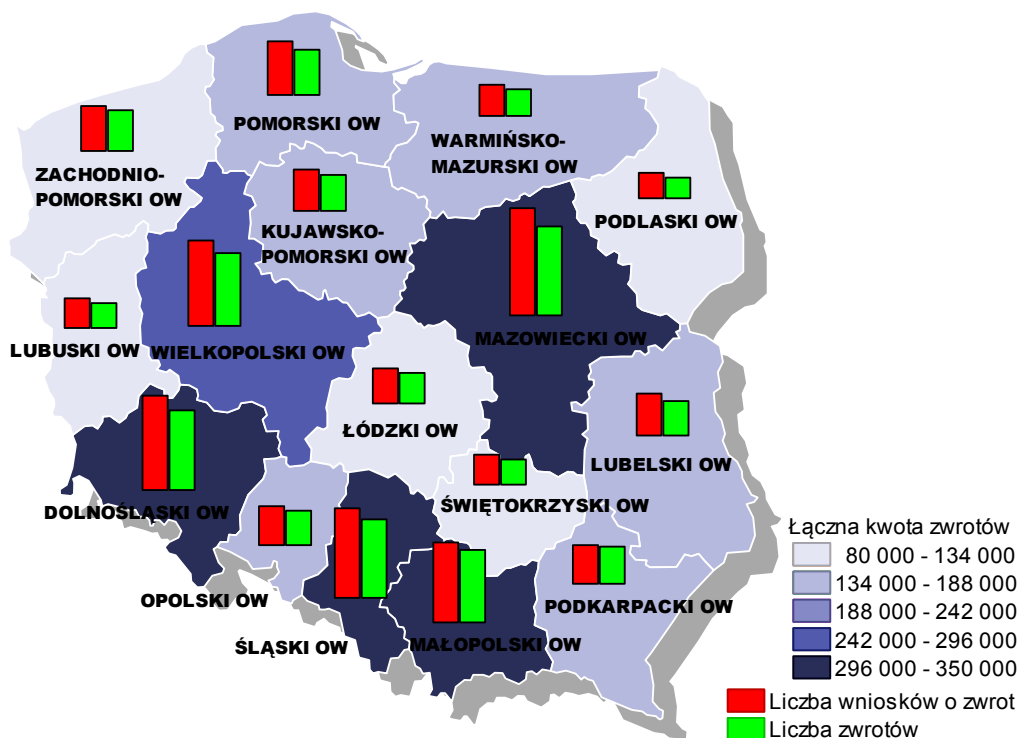 POMORSKI OW
WARMIŃSKO-
MAZURSKI OW
ZACHODNIO-
POMORSKI OW
PODLASKI OW
KUJAWSKO-
POMORSKI OW
MAZOWIECKI OW
LUBUSKI OW
WIELKOPOLSKI OW
ŁÓDZKI OW
LUBELSKI OW
ŚWIĘTOKRZYSKI OW
DOLNOŚLĄSKI OW
OPOLSKI OW
PODKARPACKI OW
ŚLĄSKI OW
MAŁOPOLSKI OW
Łączna kwota zwrotów
80 000 - 134 000
134 000 - 188 000
188 000 - 242 000
242 000 - 296 000
296 000 - 350 000
Liczba wniosków o zwrot
Liczba zwrotów